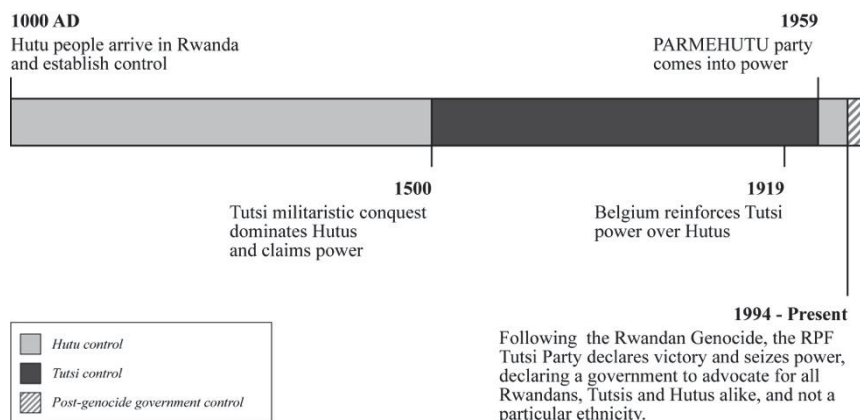 1000 AD
Hutu people arrive in Rwanda
and establish control
1959
PARMEHUTU party
comes into power
1500
Tutsi militaristic conquest
dominates Hutus
and claims power
1919
Belgium reinforces Tutsi
power over Hutus
1994 - Present
Following the Rwandan Genocide, the RPF
Tutsi Party declares victory and seizes power,
declaring a government to advocate for all
Rwandans, Tutsis and Hutus alike, and not a
particular ethnicity.
Hutu control
Tutsi control
Post-genocide government control